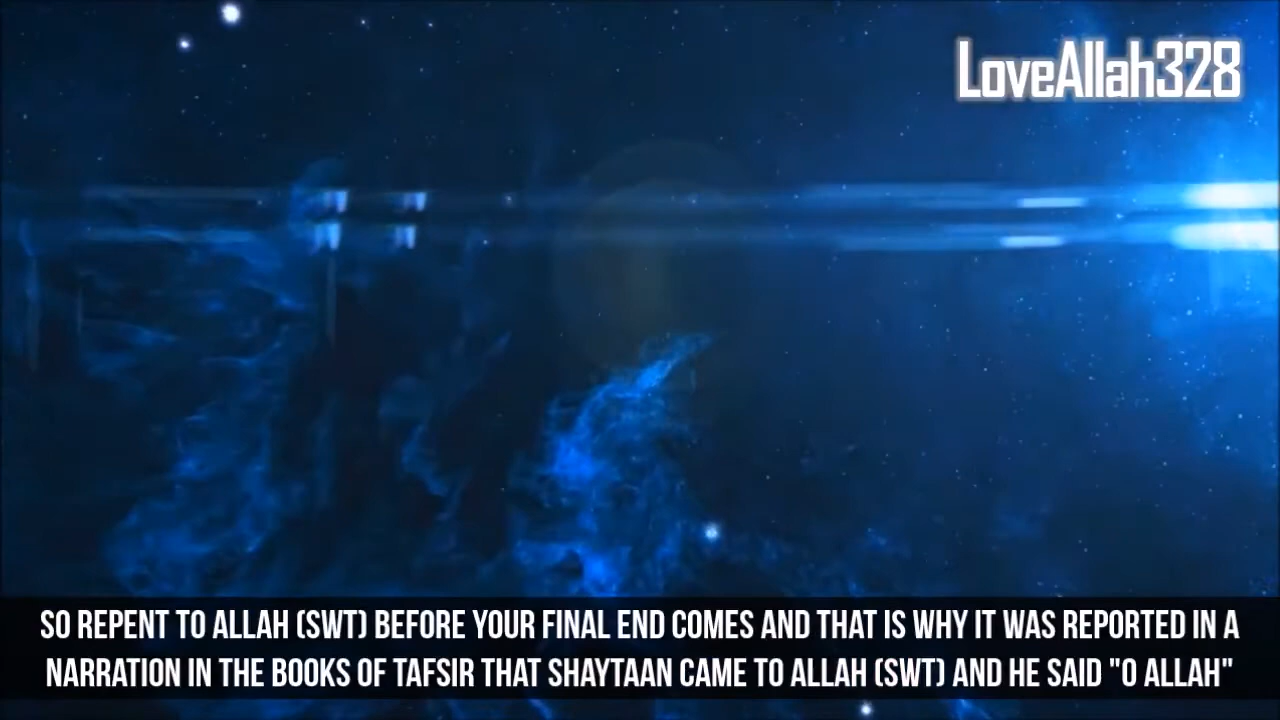 LoveAllah328
SO REPENT TO ALLAH (SWT) BEFORE YOUR FINAL END COMES AND THAT IS WHY IT WAS REPORTED IN A
NARRATION IN THE BOOKS OF TAFSIR THAT SHAYTAAN CAME TO ALLAH (SWT) AND HE SAID "O ALLAH"